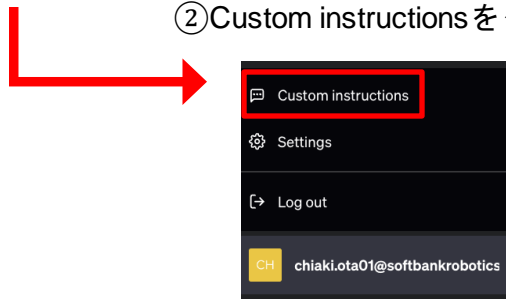 ②Custom instructionsを
Custom instructions
Settings
Log out
CH
chiaki.ota01@softbankrobotics